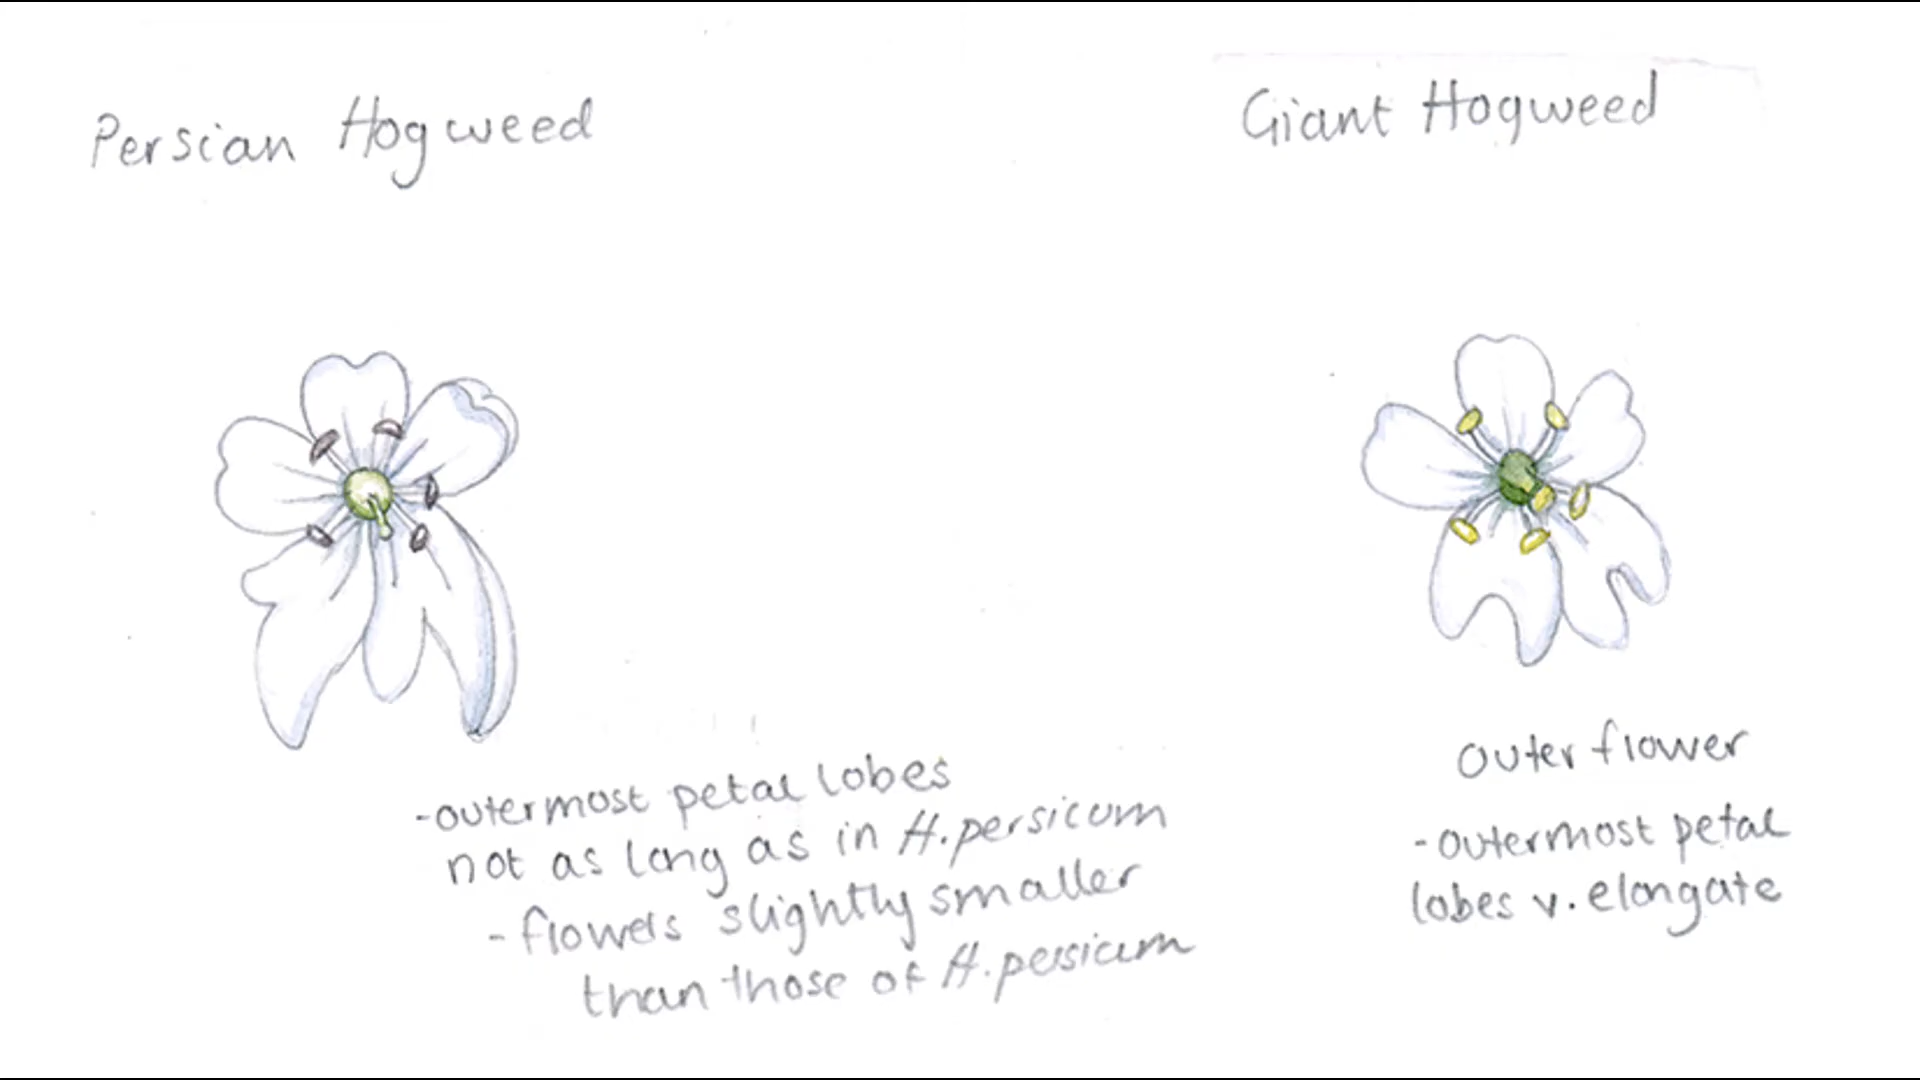 Persian Hogweed
Giant Hogweed
-outermost petal lobes
not as long as in H.persicum
-flowers slightly smaller
than those of H.persicum
outer flower
-outermost petal
lobes v. elongate